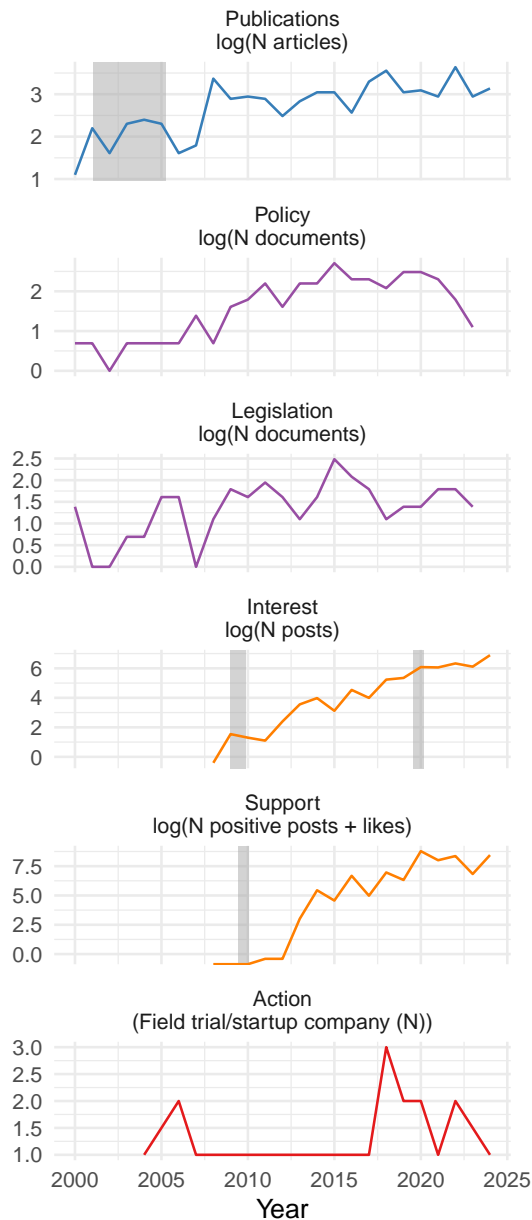 Publications
log(N articles)
3
2
1
Policy
log(N documents)
2
1
0
Legislation
log(N documents)
2.5
2.0
1.5
1.0
0.5
0.0
Interest
log(N posts)
6
4
2
0
Support
log(N positive posts + likes)
7.5
5.0
2.5
0.0
Action
(Field trial/startup company (N))
3.0
2.5
2.0
1.5
1.0
2000 2005 2010 2015 2020 2025
Year